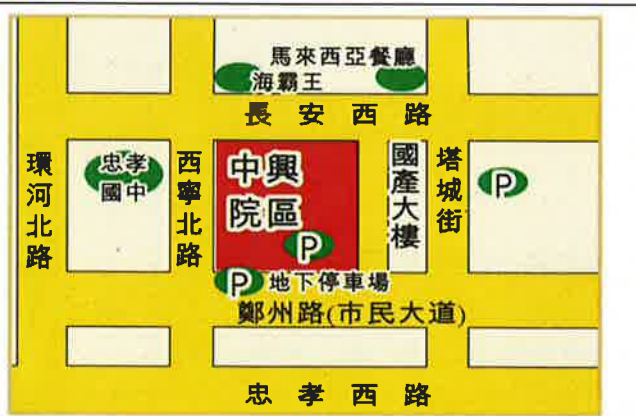 馬來西亞餐廳
海霸王
長安西路
環河北路
忠孝
國中
西寧北路
中興
院區
P
國產大樓
塔城街
P
P
地下停車場
鄭州路(市民大道)
忠孝西路